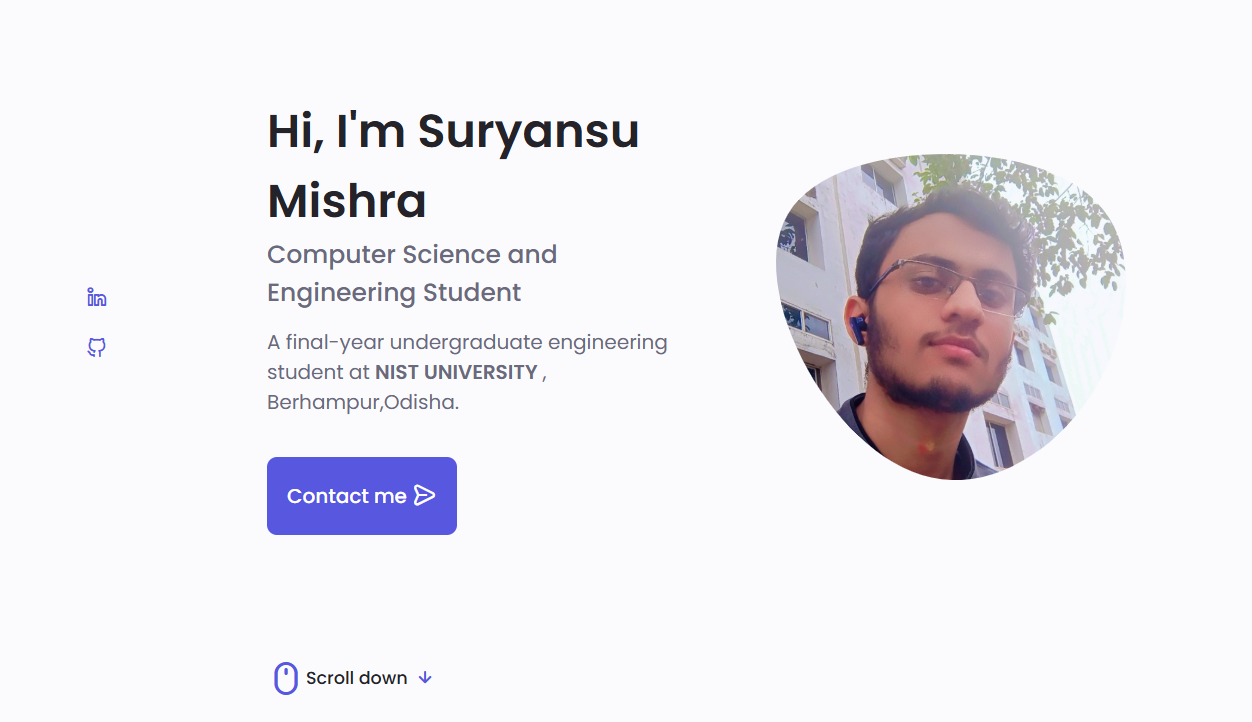 Hi, I'm Suryansu
Mishra
Computer Science and
Engineering Student
A final-year undergraduate engineering
student at NIST UNIVERSITY ,
Berhampur,Odisha.
Contact me
Scroll down